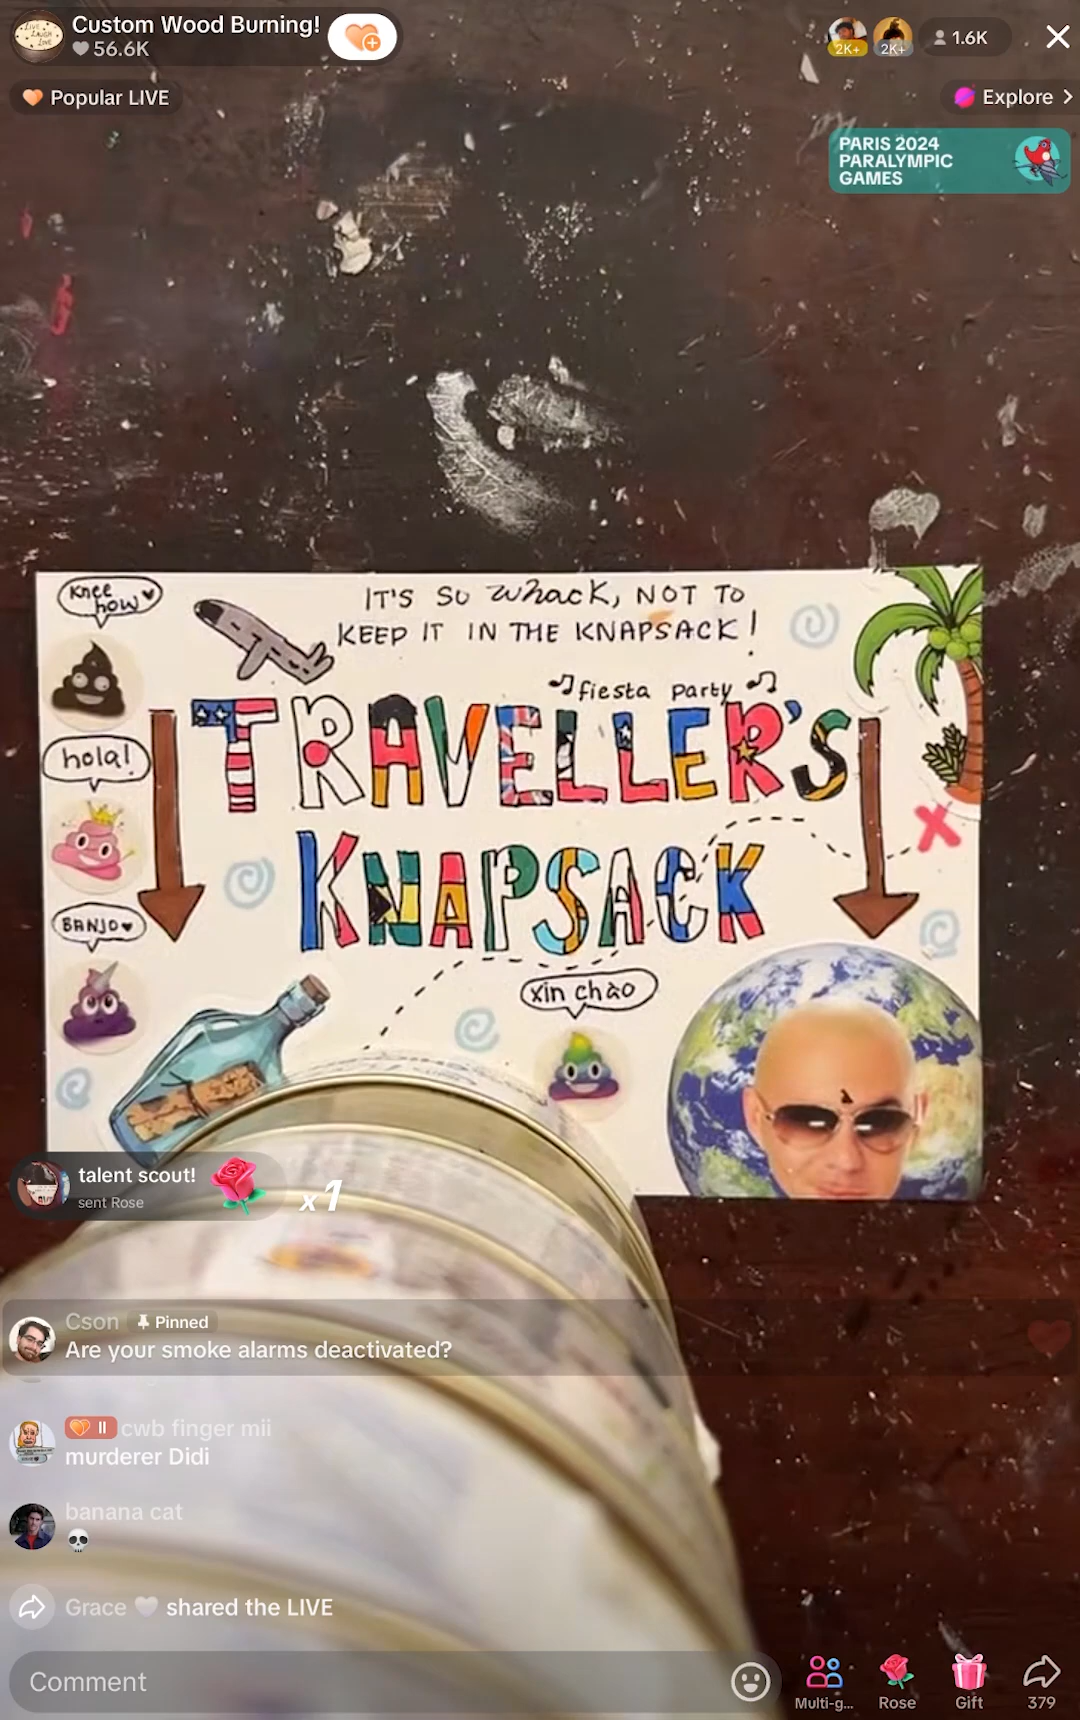 Custom Wood Burning!
56.6K
2K+
2K+
1.6K
Popular LIVE
Explore
PARIS 2024
PARALYMPIC
GAMES
Knee
how
IT'S SO whack, NOT TO
KEEP IT IN THE KNAPSACK!
fiesta party
hola!
TRAVELLER'S
KNAPSACK
BANJO
xin chào
talent scout!
sent Rose
x1
Cson Pinned
Are your smoke alarms deactivated?
II cwb finger mii
murderer Didi
banana cat
Grace shared the LIVE
Comment
Multi-g...
Rose
Gift
379